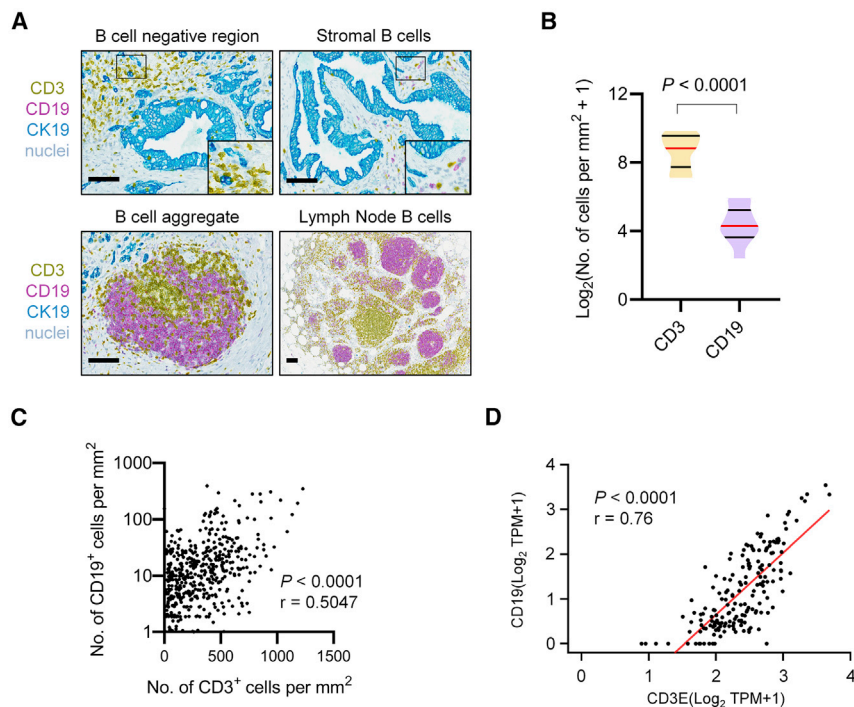 A
B cell negative region
Stromal B cells
CD3
CD19
CK19
nuclei
B cell aggregate
Lymph Node B cells
CD3
CD19
CK19
nuclei
B
P < 0.0001
Log₂(No. of cells per mm² + 1)
12
8
4
0
CD3
CD19
C
No. of CD19⁺ cells per mm²
1000
100
10
1
P < 0.0001
r = 0.5047
0
500
1000
1500
No. of CD3⁺ cells per mm²
D
CD19(Log₂ TPM+1)
4
3
2
1
0
P < 0.0001
r = 0.76
0
1
2
3
4
CD3E(Log₂ TPM+1)